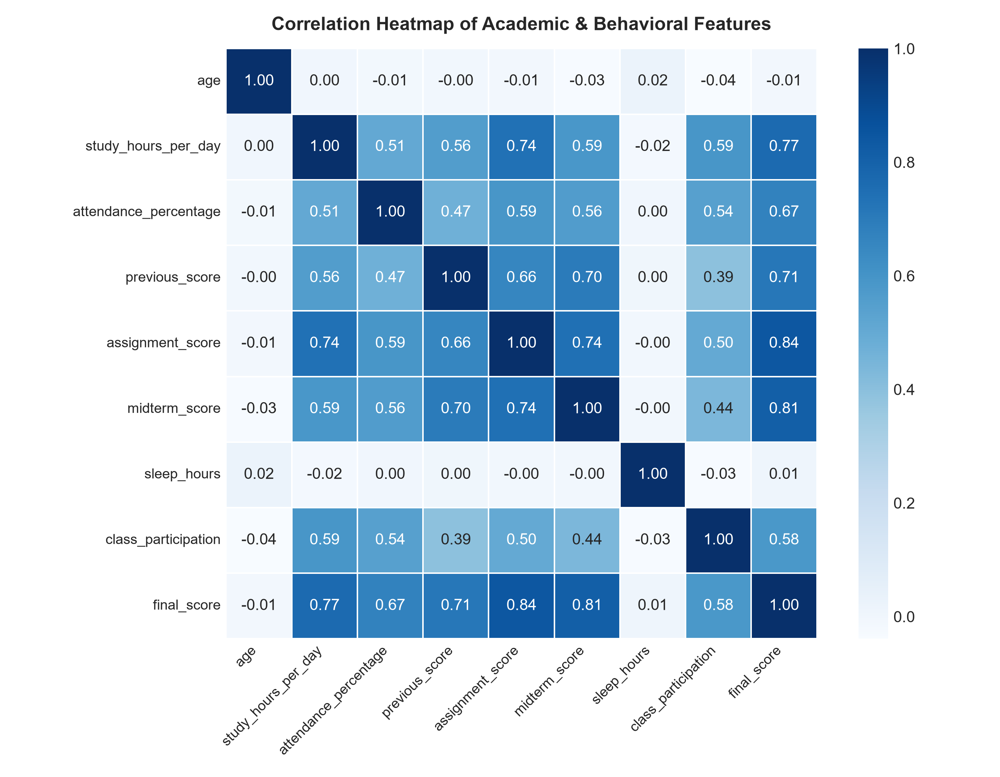 Correlation Heatmap of Academic & Behavioral Features
age 1.00 0.00 -0.01 -0.00 -0.01 -0.03 0.02 -0.04 -0.01
study_hours_per_day 0.00 1.00 0.51 0.56 0.74 0.59 -0.02 0.59 0.77
attendance_percentage -0.01 0.51 1.00 0.47 0.59 0.56 0.00 0.54 0.67
previous_score -0.00 0.56 0.47 1.00 0.66 0.70 0.00 0.39 0.71
assignment_score -0.01 0.74 0.59 0.66 1.00 0.74 -0.00 0.50 0.84
midterm_score -0.03 0.59 0.56 0.70 0.74 1.00 -0.00 0.44 0.81
sleep_hours 0.02 -0.02 0.00 0.00 -0.00 -0.00 1.00 -0.03 0.01
class_participation -0.04 0.59 0.54 0.39 0.50 0.44 -0.03 1.00 0.58
final_score -0.01 0.77 0.67 0.71 0.84 0.81 0.01 0.58 1.00
age
study_hours_per_day
attendance_percentage
previous_score
assignment_score
midterm_score
sleep_hours
class_participation
final_score
1.0
0.8
0.6
0.4
0.2
0.0